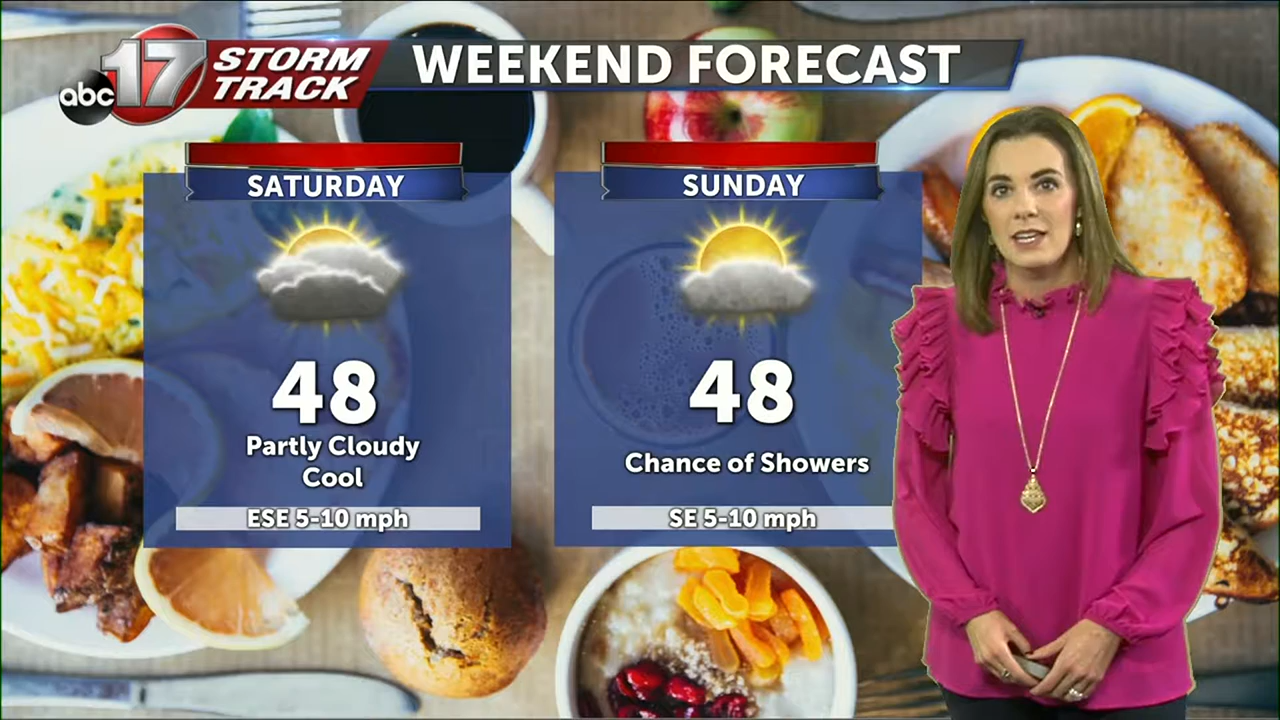 abc 17 STORM TRACK
WEEKEND FORECAST
SATURDAY
48
Partly Cloudy
Cool
ESE 5-10 mph
SUNDAY
48
Chance of Showers
SE 5-10 mph